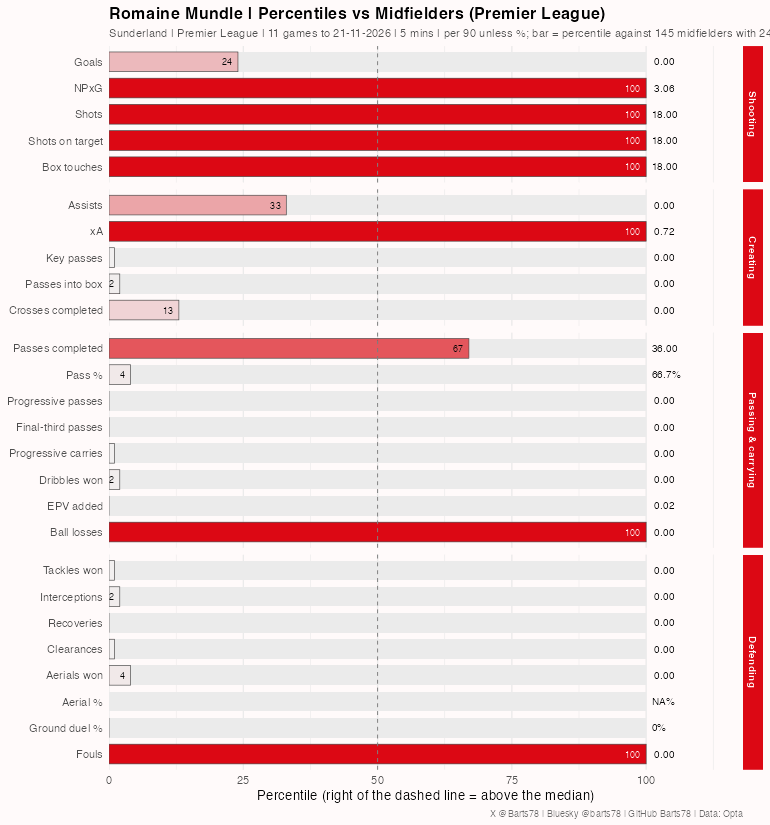 Romaine Mundle | Percentiles vs Midfielders (Premier League)
Sunderland | Premier League | 11 games to 21-11-2026 | 5 mins | per 90 unless %; bar = percentile against 145 midfielders with 24
Goals 24 0.00
NPxG 100 3.06
Shots 100 18.00
Shots on target 100 18.00
Box touches 100 18.00
Shooting
Assists 33 0.00
xA 100 0.72
Key passes 0.00
Passes into box 2 0.00
Crosses completed 13 0.00
Creating
Passes completed 67 36.00
Pass % 4 66.7%
Progressive passes 0.00
Final-third passes 0.00
Progressive carries 0.00
Dribbles won 2 0.00
EPV added 0.02
Ball losses 100 0.00
Passing & carrying
Tackles won 0.00
Interceptions 2 0.00
Recoveries 0.00
Clearances 0.00
Aerials won 4 0.00
Aerial % NA%
Ground duel % 0%
Fouls 100 0.00
Defending
0 25 50 75 100
Percentile (right of the dashed line = above the median)
X @Barts78 | Bluesky @barts78 | GitHub Barts78 | Data: Opta